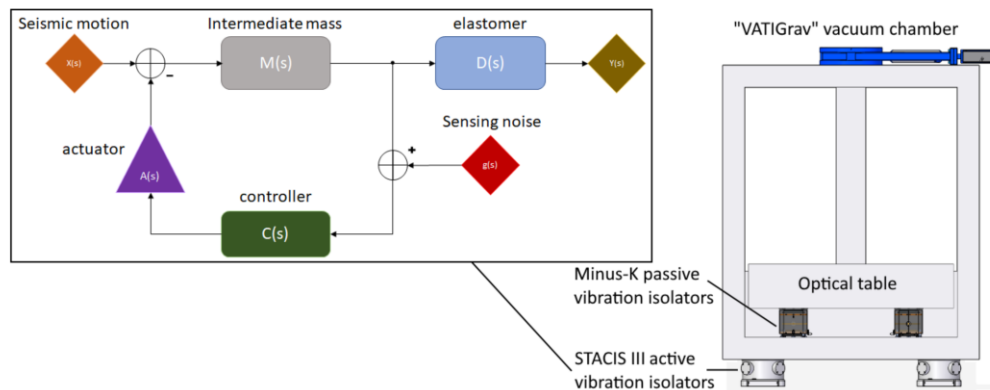 Seismic motion
Intermediate mass
elastomer
X(s)
-
M(s)
D(s)
Y(s)
Sensing noise
actuator
+
g(s)
A(s)
controller
C(s)
"VATIGrav" vacuum chamber
Optical table
Minus-K passive
vibration isolators
STACIS III active
vibration isolators